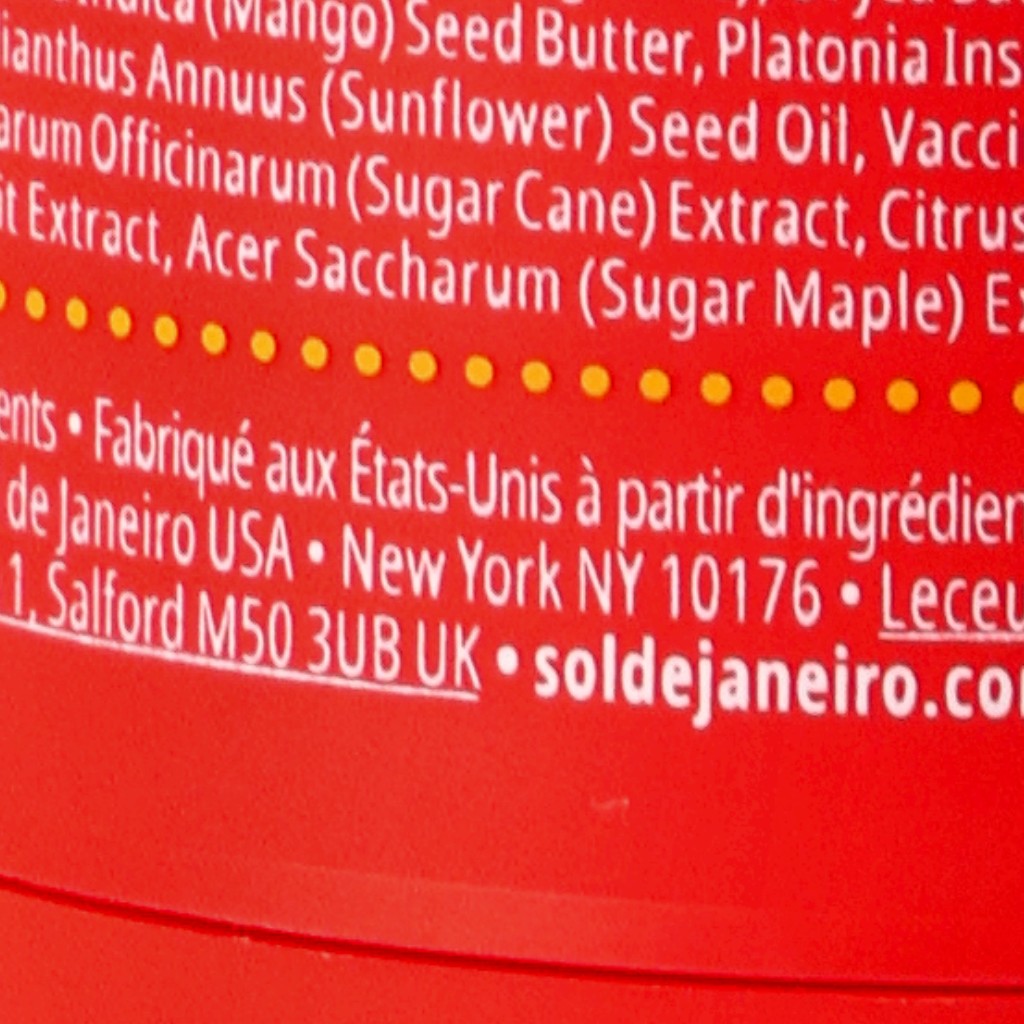 (Mango) Seed Butter, Platonia Ins
ianthus Annuus (Sunflower) Seed Oil, Vacci
arum Officinarum (Sugar Cane) Extract, Citrus
it Extract, Acer Saccharum (Sugar Maple) Ex
ents • Fabriqué aux États-Unis à partir d'ingrédien
de Janeiro USA • New York NY 10176 • Leceu
1, Salford M50 3UB UK • soldejaneiro.co